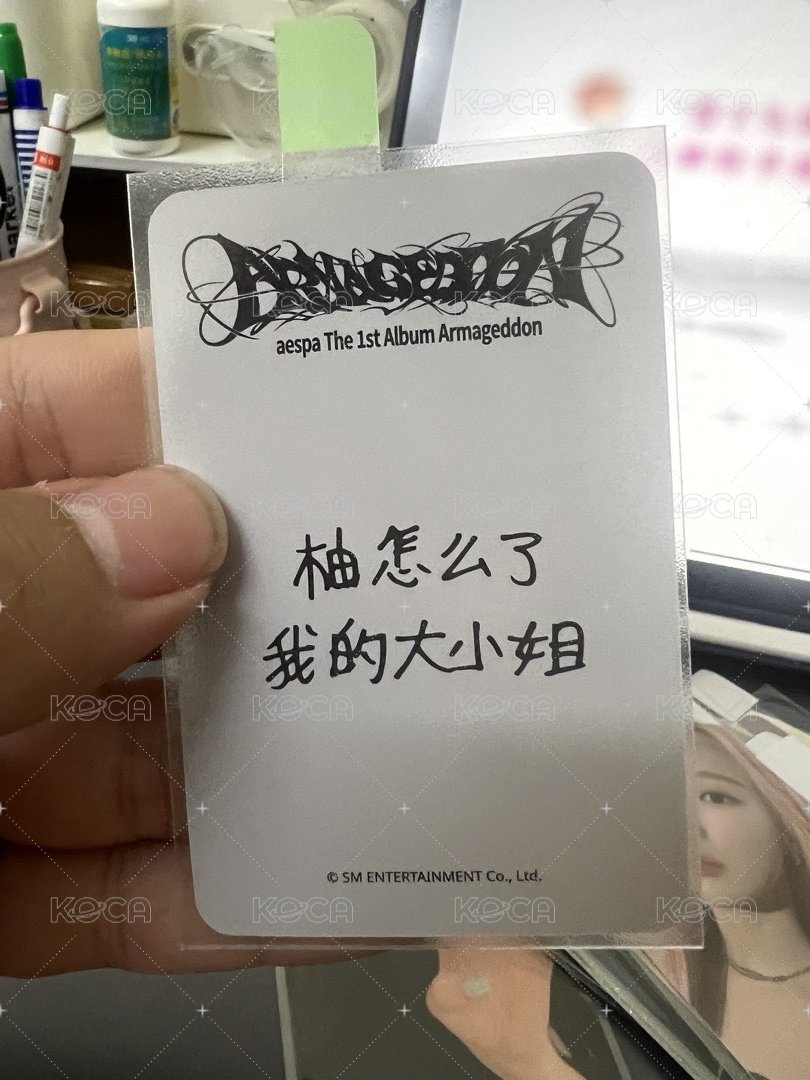 ARMAGEDDON
aespa The 1st Album Armageddon
柚怎么了
我的大小姐
© SM ENTERTAINMENT Co., Ltd.
KOCA